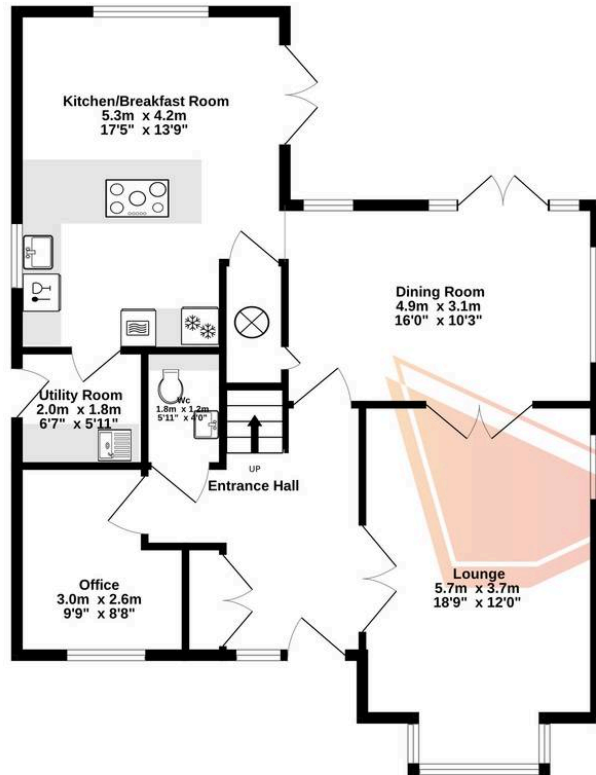 Kitchen/Breakfast Room
5.3m x 4.2m
17'5" x 13'9"
Dining Room
4.9m x 3.1m
16'0" x 10'3"
Utility Room
2.0m x 1.8m
6'7" x 5'11"
Wc
1.8m x 1.2m
5'11" x 4'0"
UP
Entrance Hall
Office
3.0m x 2.6m
9'9" x 8'8"
Lounge
5.7m x 3.7m
18'9" x 12'0"